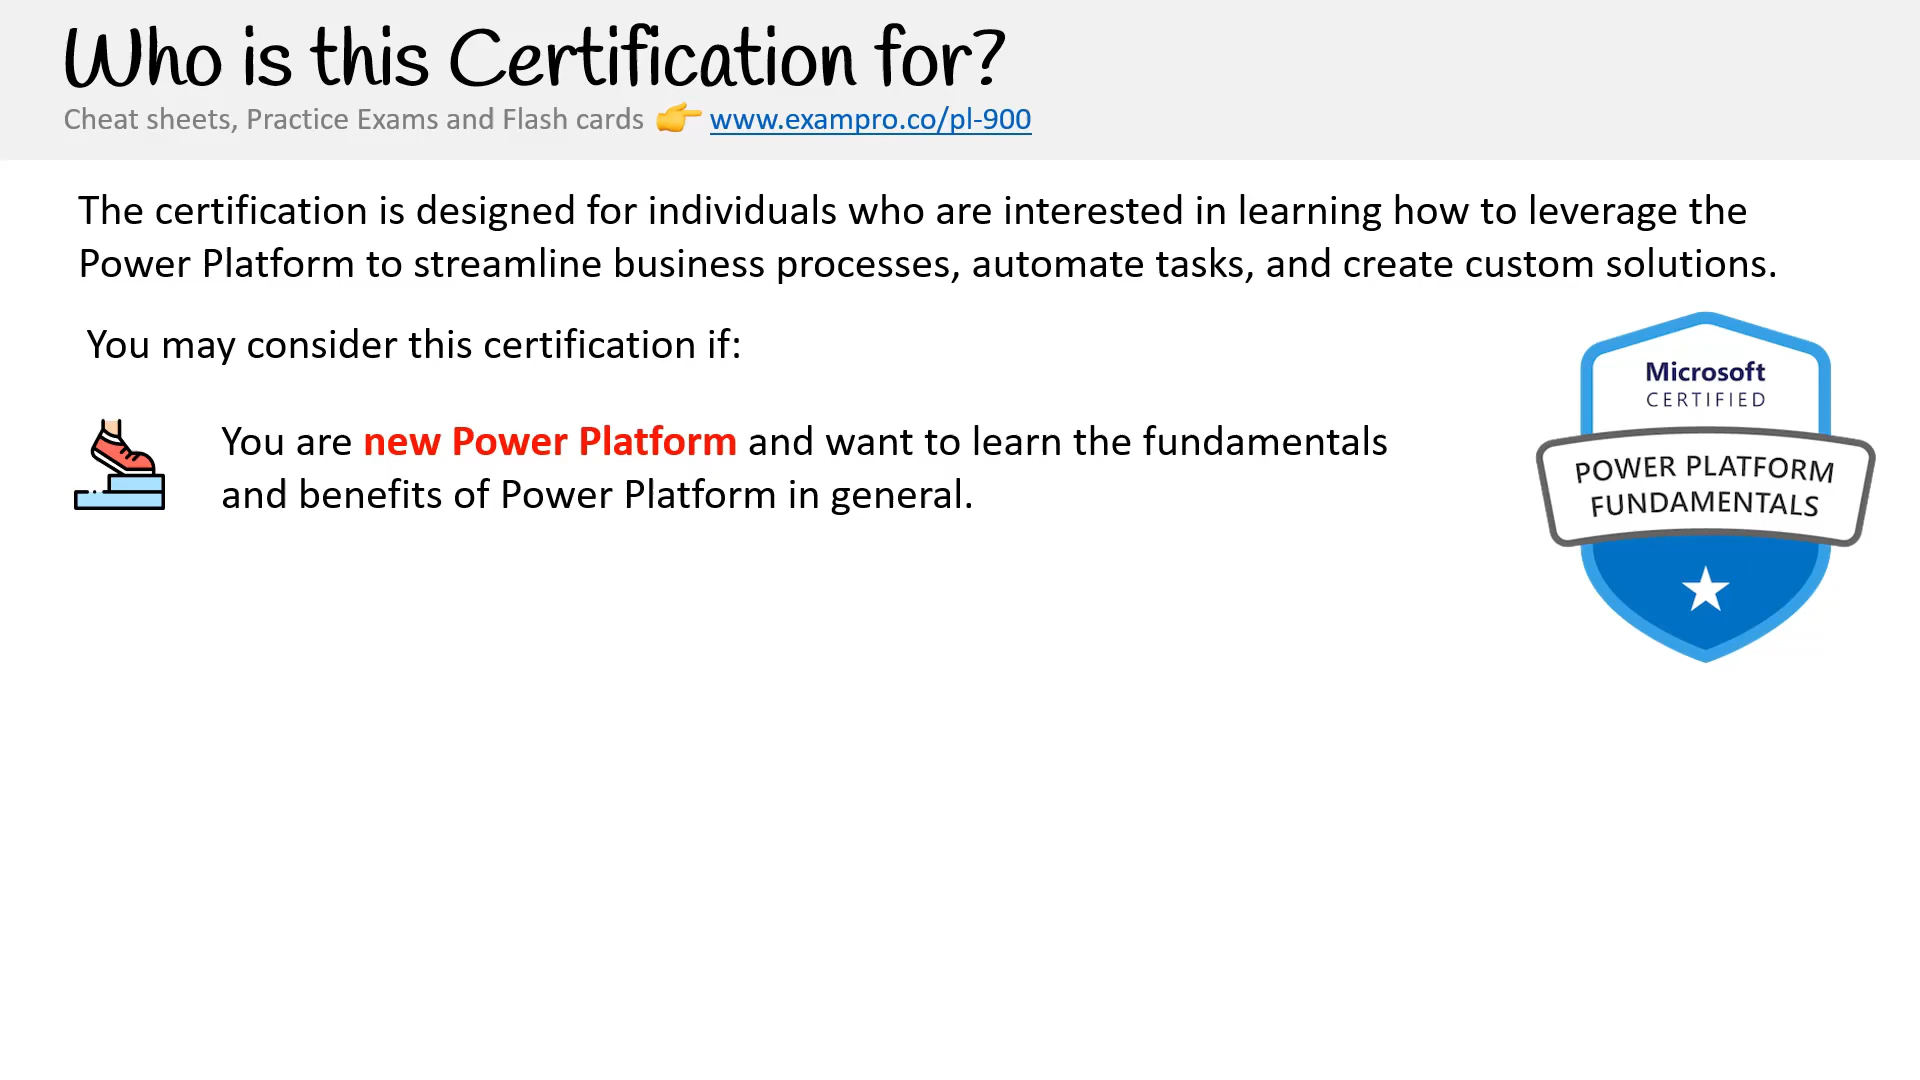 Who is this Certification for?
Cheat sheets, Practice Exams and Flash cards 👉 www.exampro.co/pl-900
The certification is designed for individuals who are interested in learning how to leverage the
Power Platform to streamline business processes, automate tasks, and create custom solutions.
You may consider this certification if:
You are new Power Platform and want to learn the fundamentals
and benefits of Power Platform in general.
Microsoft
CERTIFIED
POWER PLATFORM
FUNDAMENTALS